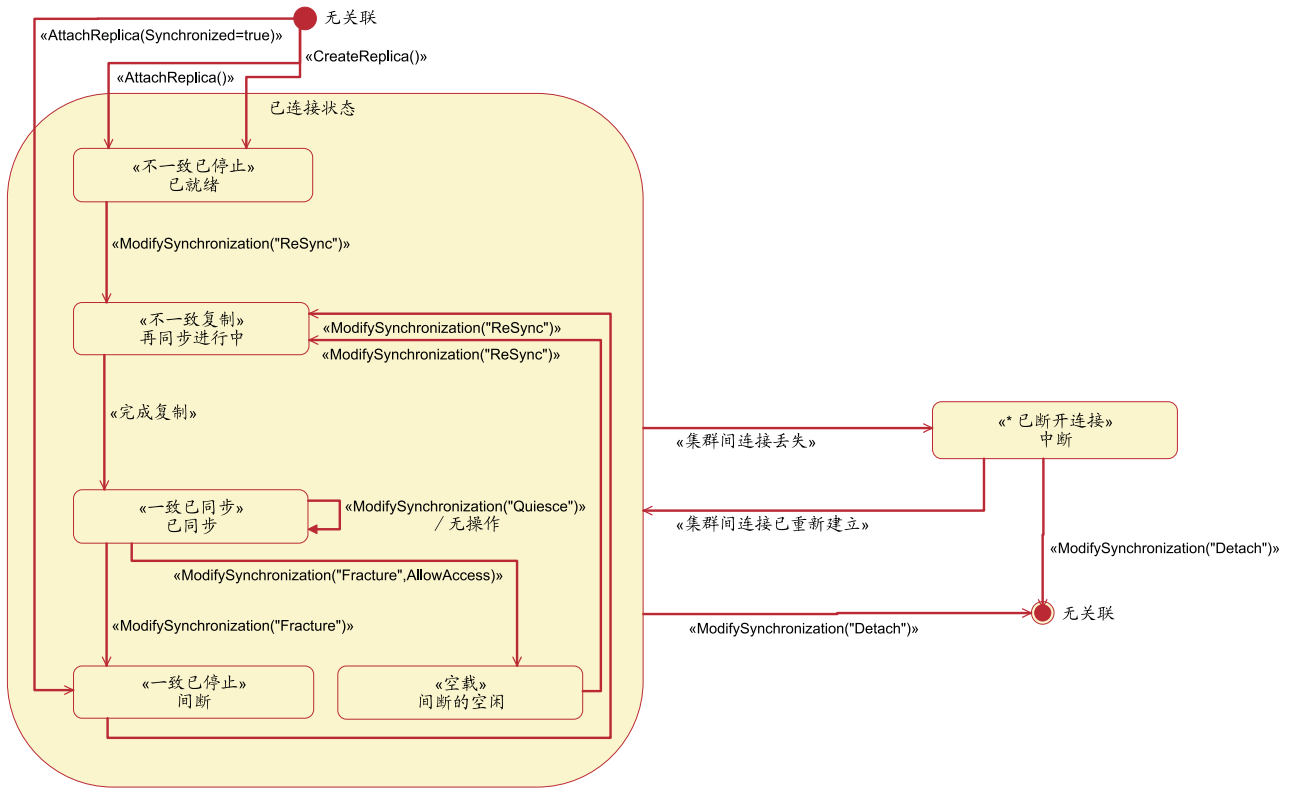 无关联
«AttachReplica(Synchronized=true)»
«CreateReplica()»
«AttachReplica()»
已连接状态
«不一致已停止»
已就绪
«ModifySynchronization("ReSync")»
«不一致复制»
再同步进行中
«ModifySynchronization("ReSync")»
«ModifySynchronization("ReSync")»
«完成复制»
«* 已断开连接»
中断
«集群间连接丢失»
«一致已同步»
已同步
«ModifySynchronization("Quiesce")»
/ 无操作
«集群间连接已重新建立»
«ModifySynchronization("Detach")»
«ModifySynchronization("Fracture",AllowAccess)»
«ModifySynchronization("Fracture")»
无关联
«ModifySynchronization("Detach")»
«一致已停止»
间断
«空载»
间断的空闲